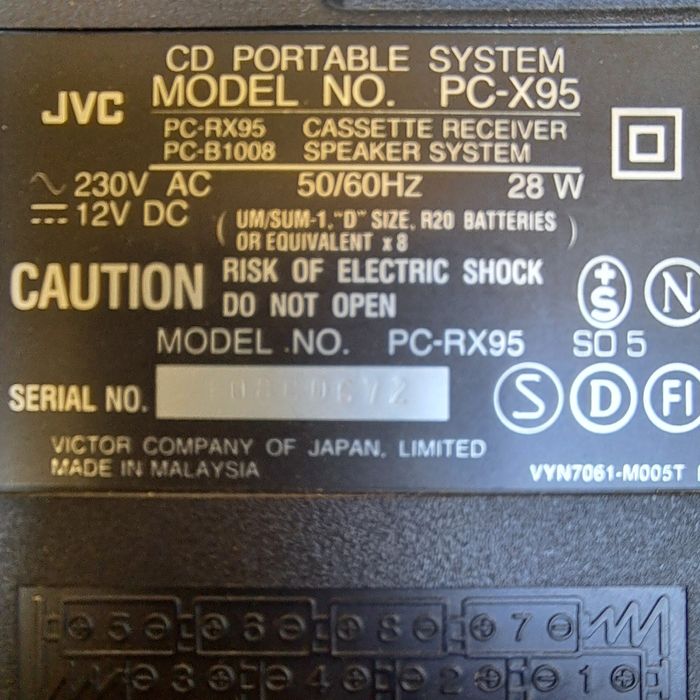 CD PORTABLE SYSTEM
JVC MODEL NO. PC-X95
PC-RX95 CASSETTE RECEIVER
PC-B1008 SPEAKER SYSTEM
230V AC 50/60Hz 28 W
12V DC ( UM/SUM-1, "D" SIZE, R20 BATTERIES
OR EQUIVALENT x 8 )
CAUTION RISK OF ELECTRIC SHOCK
DO NOT OPEN
+S N
MODEL NO. PC-RX95 SO 5
SERIAL NO.
S D FI
VICTOR COMPANY OF JAPAN, LIMITED
MADE IN MALAYSIA VYN7061-M005T
5 6 8 7
3 4 2 1